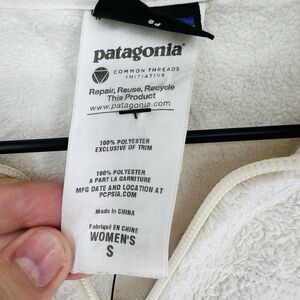 patagonia®
COMMON THREADS
INITIATIVE
Repair, Reuse, Recycle
This Product
www.patagonia.com
100% POLYESTER
EXCLUSIVE OF TRIM
100% POLYESTER
A PART LA GARNITURE
MFG DATE AND LOCATION AT
PCPSIA.COM
Made in CHINA
Fabriqué EN CHINE
WOMEN'S
S